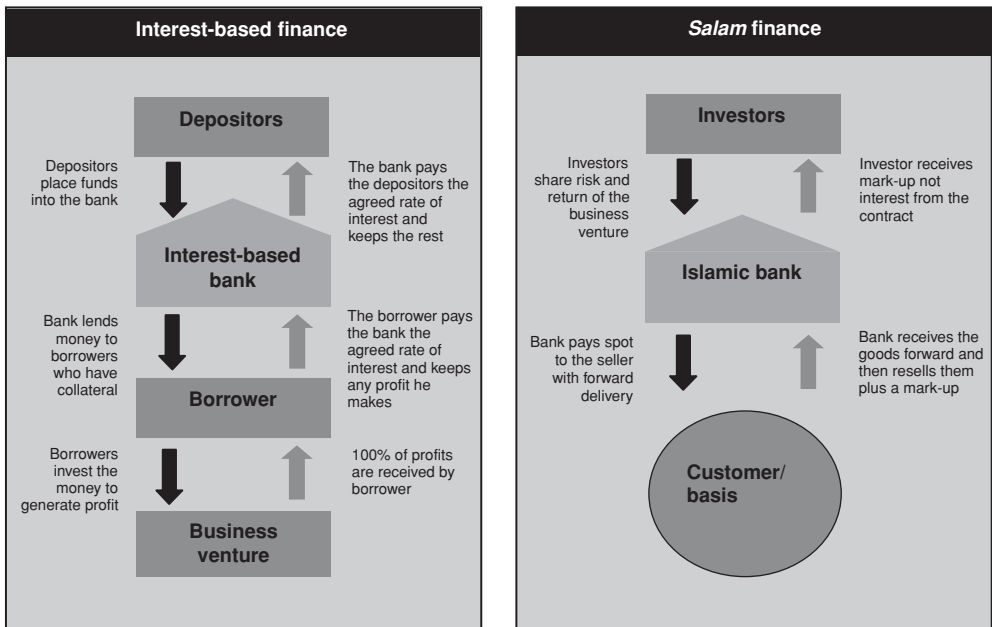 Interest-based finance
Depositors
Depositors
place funds
into the bank
The bank pays
the depositors the
agreed rate of
interest and
keeps the rest
Interest-based
bank
Bank lends
money to
borrowers
who have
collateral
The borrower pays
the bank the
agreed rate of
interest and keeps
any profit he
makes
Borrower
Borrowers
invest the
money to
generate profit
100% of profits
are received by
borrower
Business
venture
Salam finance
Investors
Investors
share risk and
return of the
business
venture
Investor receives
mark-up not
interest from the
contract
Islamic bank
Bank pays spot
to the seller
with forward
delivery
Bank receives the
goods forward and
then resells them
plus a mark-up
Customer/
basis